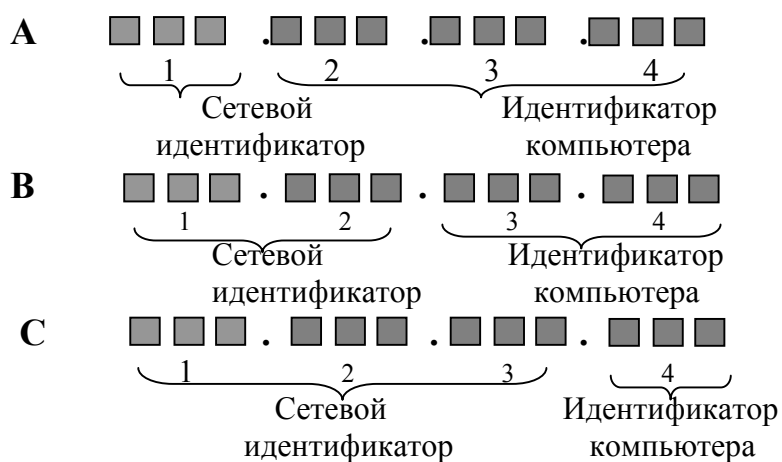 A . . .
1 2 3 4
Сетевой Идентификатор
идентификатор компьютера
B . . .
1 2 3 4
Сетевой Идентификатор
идентификатор компьютера
C . . .
1 2 3 4
Сетевой Идентификатор
идентификатор компьютера